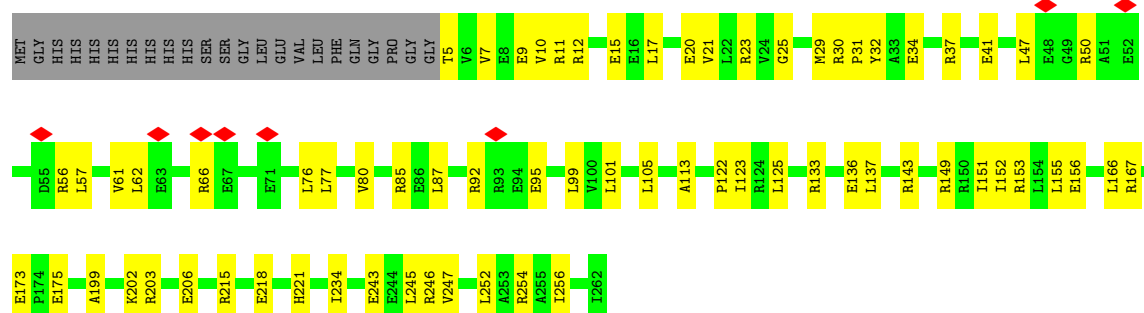 MET GLY HIS HIS HIS HIS HIS HIS HIS HIS HIS HIS SER SER GLY LEU GLU VAL LEU PHE GLN GLY PRO GLY GLY T5 V6 V7 E8 E9 V10 R11 R12 E15 E16 L17 E20 V21 L22 R23 V24 G25 M29 R30 P31 Y32 A33 E34 R37 E41 L47 E48 G49 R50 A51 E52
D55 R56 L57 V61 L62 E63 R66 E67 E71 L76 L77 V80 R85 E86 L87 R92 R93 E94 E95 L99 V100 L101 L105 A113 P122 I123 R124 L125 R133 E136 L137 R143 R149 R150 I151 I152 R153 L154 L155 E156 L166 R167
E173 P174 E175 A199 K202 R203 E206 R215 E218 H221 I234 E243 E244 L245 R246 V247 L252 A253 R254 A255 I256 I262